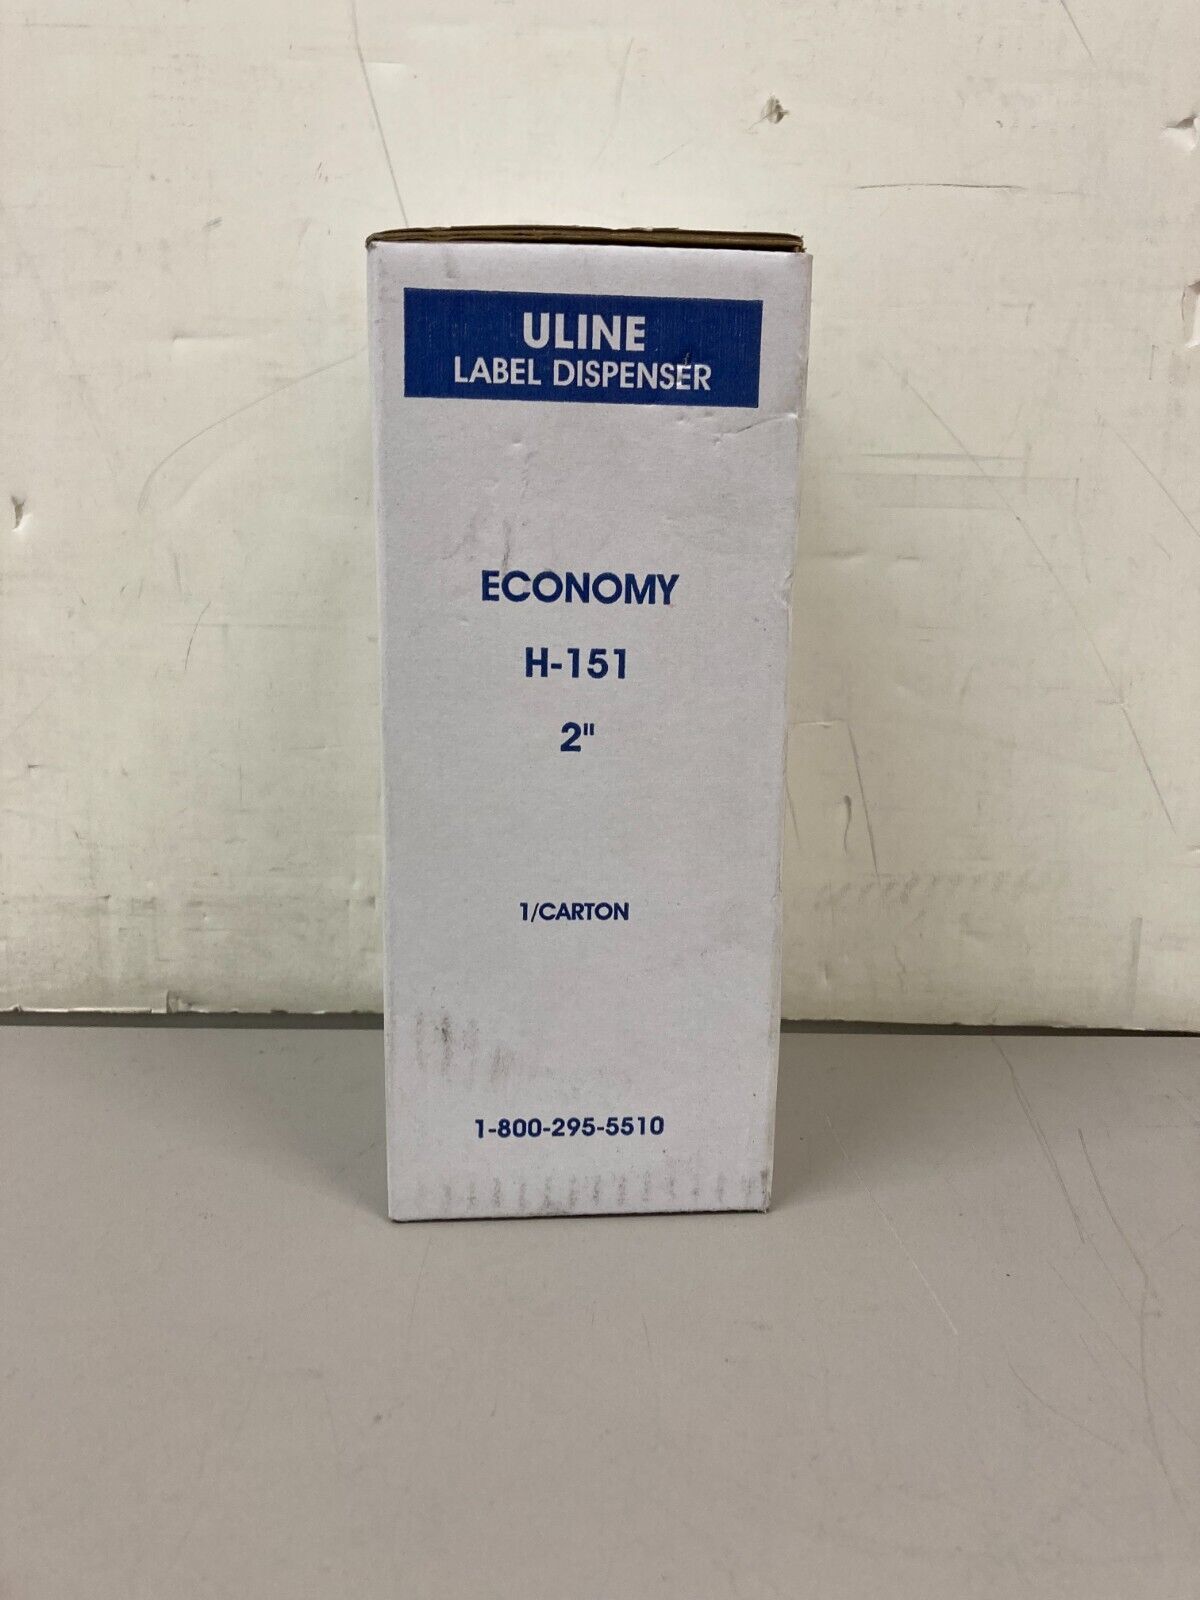 ULINE
LABEL DISPENSER
ECONOMY
H-151
2"
1/CARTON
1-800-295-5510